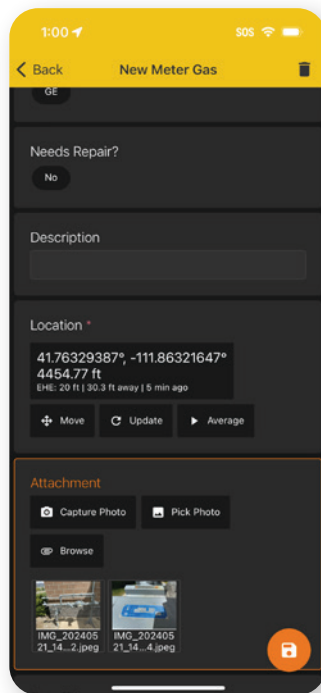 1:00
SOS
Back
New Meter Gas
GE
Needs Repair?
No
Description
Location *
41.76329387°, -111.86321647°
4454.77 ft
EHE: 20 ft | 30.3 ft away | 5 min ago
Move
Update
Average
Attachment
Capture Photo
Pick Photo
Browse
IMG_202405
21_14...2.jpeg
IMG_202405
21_14...4.jpeg